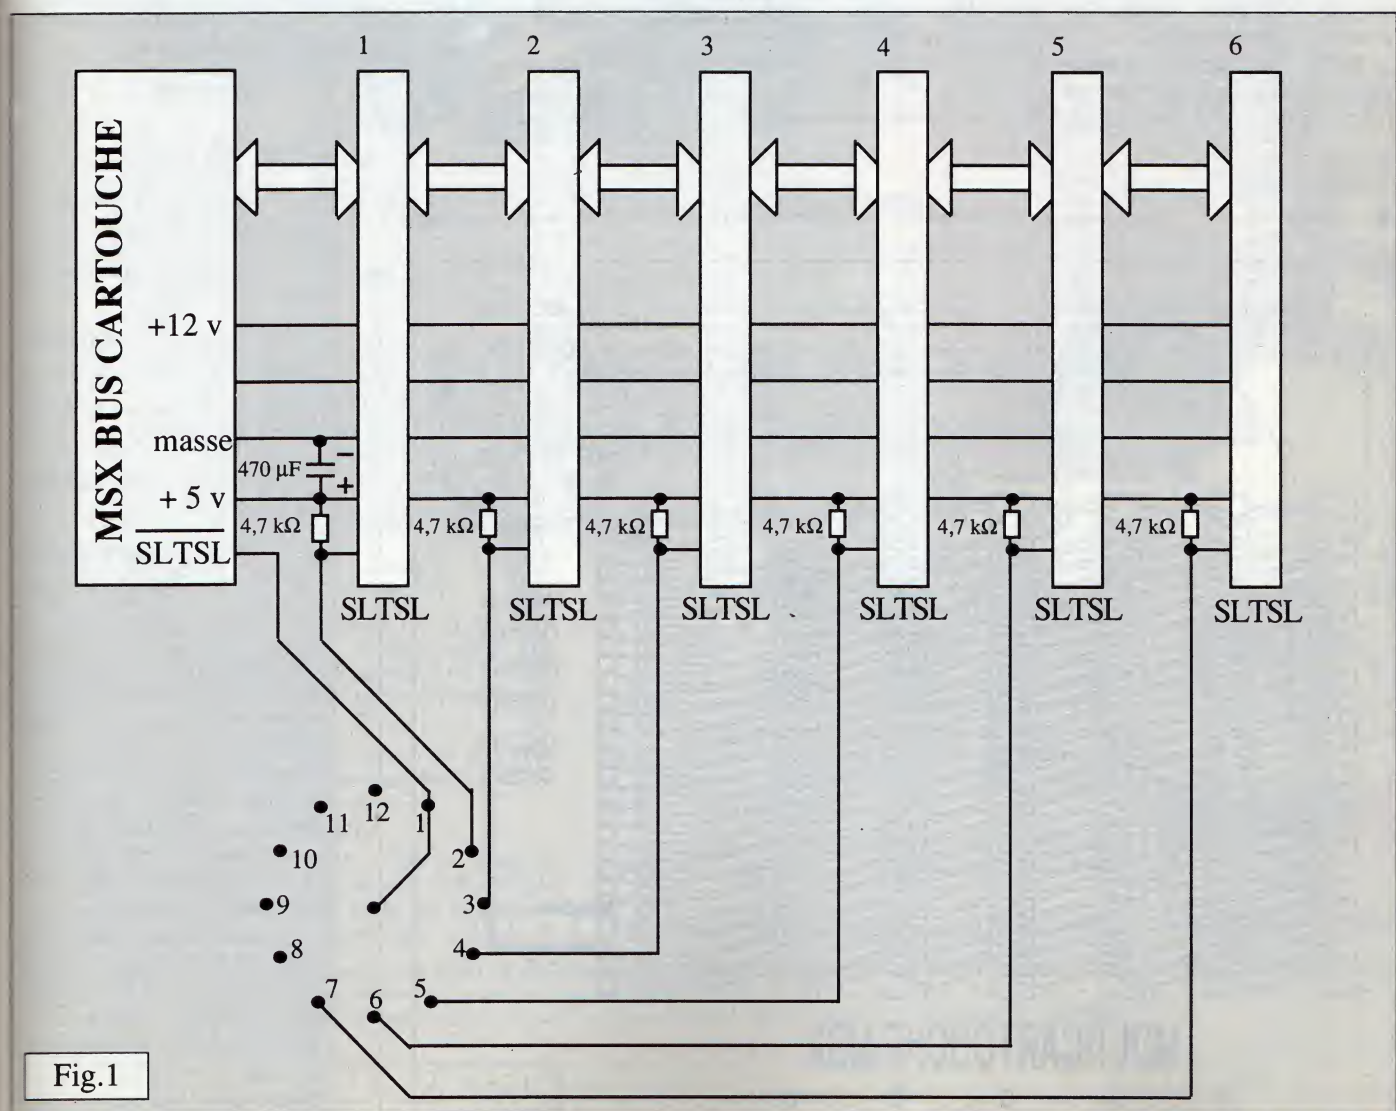 1 2 3 4 5 6
MSX BUS CARTOUCHE
+12 v
masse
470 µF
−
+
+ 5 v
4,7 kΩ 4,7 kΩ 4,7 kΩ 4,7 kΩ 4,7 kΩ 4,7 kΩ
SLTSL
SLTSL SLTSL SLTSL SLTSL SLTSL SLTSL
12
11
1
10
2
9
3
8
4
7
6
5
Fig.1